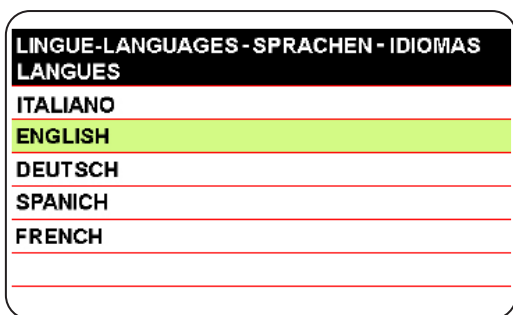 LINGUE-LANGUAGES - SPRACHEN - IDIOMAS
LANGUES
ITALIANO
ENGLISH
DEUTSCH
SPANICH
FRENCH